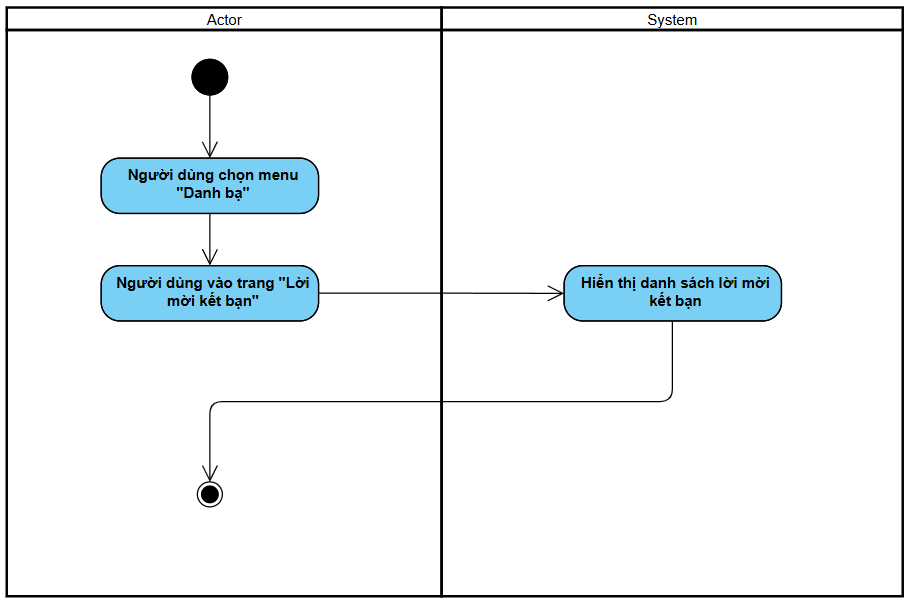 Actor
System
Người dùng chọn menu
"Danh bạ"
Người dùng vào trang "Lời
mời kết bạn"
Hiển thị danh sách lời mời
kết bạn